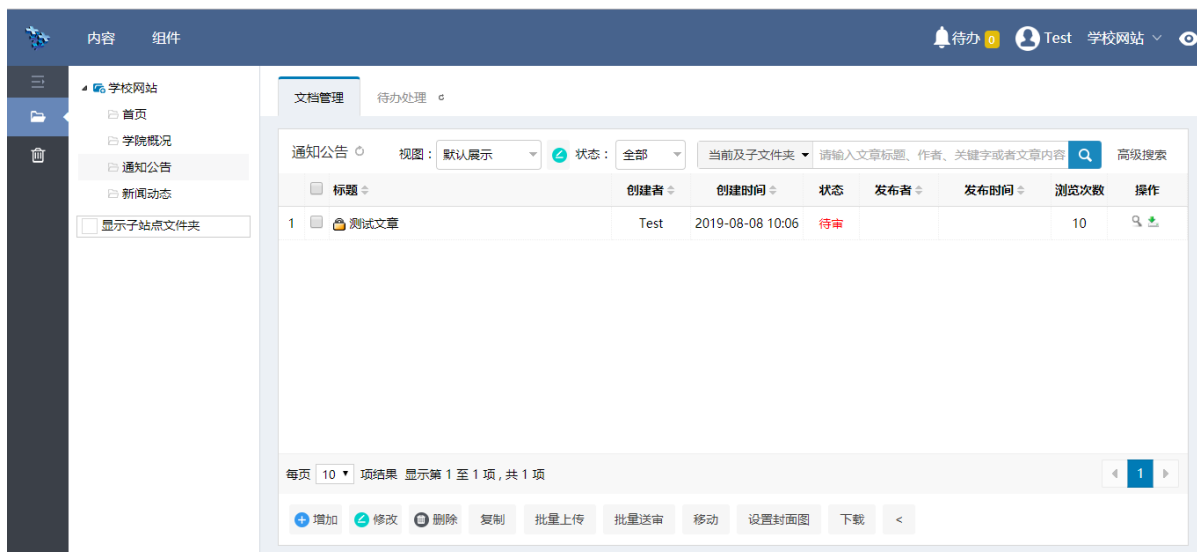 内容 组件 待办 0 Test 学校网站
学校网站
首页
学院概况
通知公告
新闻动态
显示子站点文件夹
文档管理 待办处理
通知公告 视图： 默认展示 状态： 全部 当前及子文件夹 请输入文章标题、作者、关键字或者文章内容 高级搜索
标题 创建者 创建时间 状态 发布者 发布时间 浏览次数 操作
1 测试文章 Test 2019-08-08 10:06 待审 10
每页 10 项结果 显示第 1 至 1 项 , 共 1 项 1
增加 修改 删除 复制 批量上传 批量送审 移动 设置封面图 下载 <